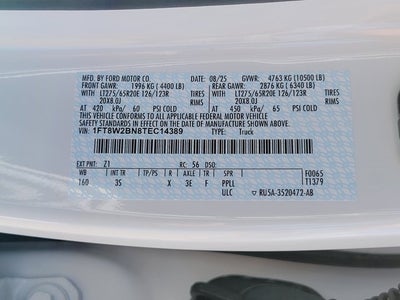 MFD. BY FORD MOTOR CO. 08/25 GVWR: 4763 KG (10500 LB)
FRONT GAWR: 1996 KG (4400 LB) REAR GAWR: 2876 KG (6340 LB)
WITH LT275/65R20E 126/123R TIRES WITH LT275/65R20E 126/123R TIRES
20X8.0J RIMS 20X8.0J RIMS
AT 420 kPa/ 60 PSI COLD AT 450 kPa/ 65 PSI COLD
THIS VEHICLE CONFORMS TO ALL APPLICABLE FEDERAL MOTOR VEHICLE
SAFETY STANDARDS IN EFFECT ON THE DATE OF MANUFACTURE SHOWN ABOVE.
VIN: 1FT8W2BN8TEC14389 TYPE: Truck
EXT PNT: Z1 RC: 56 DSO:
WB INT TR TP/PS R AXLE TR SPR F0065
160 3S X 3E F PPLL T1379
ULC RU5A-3520472-AB